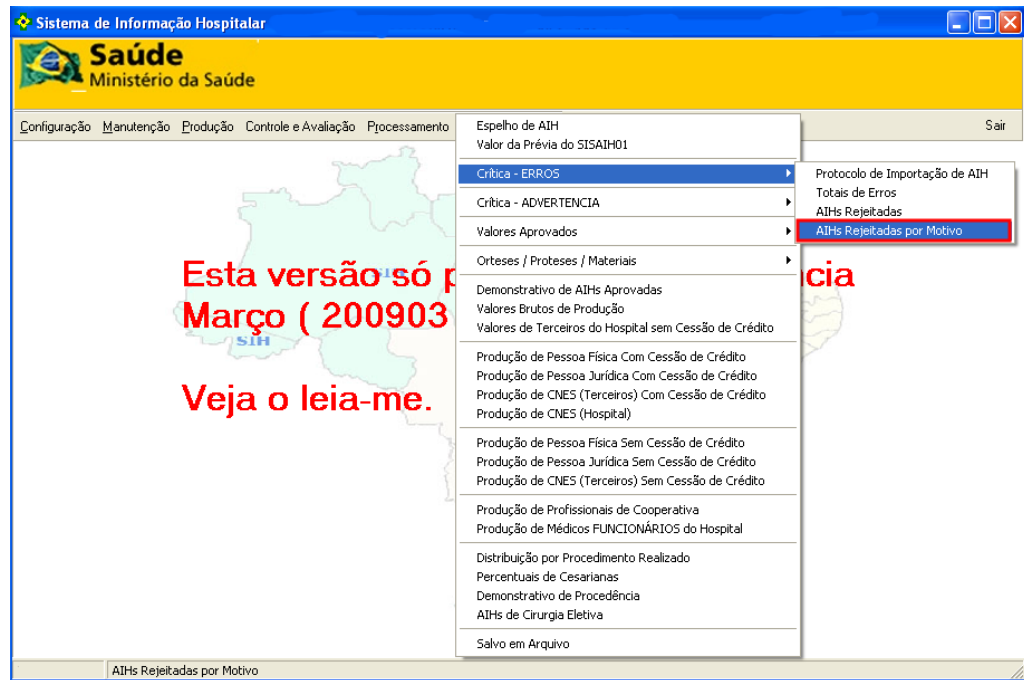 Sistema de Informação Hospitalar
Saúde
Ministério da Saúde
Configuração Manutenção Produção Controle e Avaliação Processamento Sair
Espelho de AIH
Valor da Prévia do SISAIH01
Crítica - ERROS
Crítica - ADVERTENCIA
Valores Aprovados
Orteses / Proteses / Materiais
Demonstrativo de AIHs Aprovadas
Valores Brutos de Produção
Valores de Terceiros do Hospital sem Cessão de Crédito
Produção de Pessoa Física Com Cessão de Crédito
Produção de Pessoa Jurídica Com Cessão de Crédito
Produção de CNES (Terceiros) Com Cessão de Crédito
Produção de CNES (Hospital)
Produção de Pessoa Física Sem Cessão de Crédito
Produção de Pessoa Jurídica Sem Cessão de Crédito
Produção de CNES (Terceiros) Sem Cessão de Crédito
Produção de Profissionais de Cooperativa
Produção de Médicos FUNCIONÁRIOS do Hospital
Distribuição por Procedimento Realizado
Percentuais de Cesarianas
Demonstrativo de Procedência
AIHs de Cirurgia Eletiva
Salvo em Arquivo
Protocolo de Importação de AIH
Totais de Erros
AIHs Rejeitadas
AIHs Rejeitadas por Motivo
Esta versão só p cia
Março ( 200903
SIH
Veja o leia-me.
AIHs Rejeitadas por Motivo